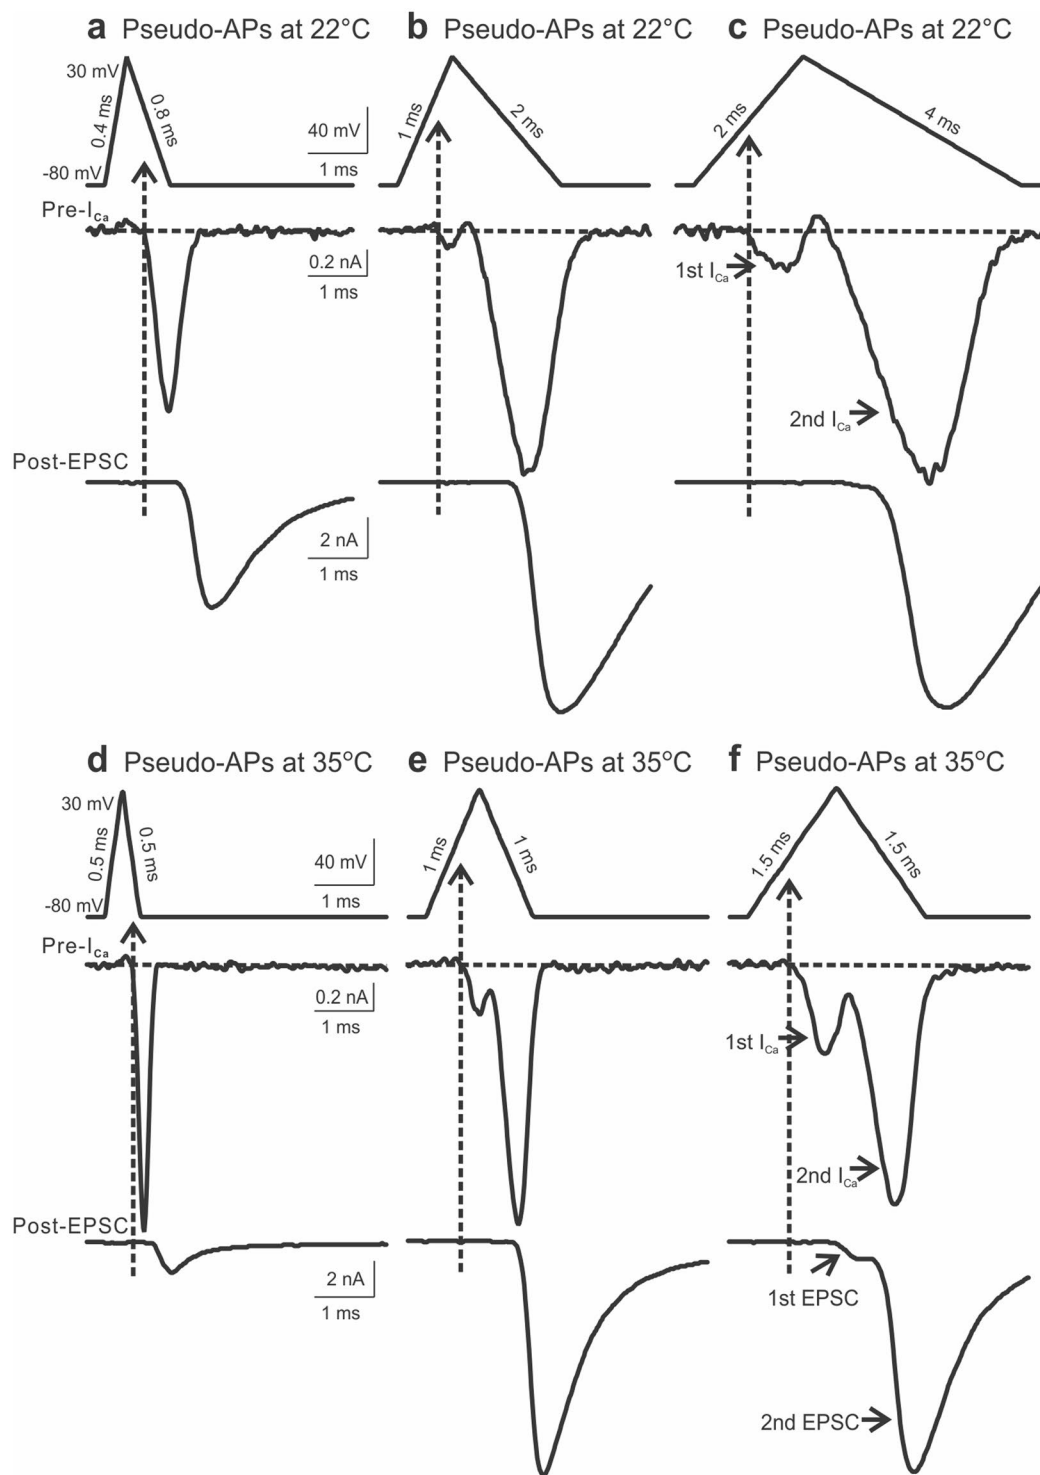 a Pseudo-APs at 22°C
b Pseudo-APs at 22°C
c Pseudo-APs at 22°C
30 mV
0.4 ms
0.8 ms
-80 mV
40 mV
1 ms
1 ms
2 ms
2 ms
4 ms
Pre-ICa
0.2 nA
1 ms
1st ICa
2nd ICa
Post-EPSC
2 nA
1 ms
d Pseudo-APs at 35°C
e Pseudo-APs at 35°C
f Pseudo-APs at 35°C
30 mV
0.5 ms
0.5 ms
-80 mV
40 mV
1 ms
1 ms
1 ms
1.5 ms
1.5 ms
Pre-ICa
0.2 nA
1 ms
1st ICa
2nd ICa
Post-EPSC
2 nA
1 ms
1st EPSC
2nd EPSC